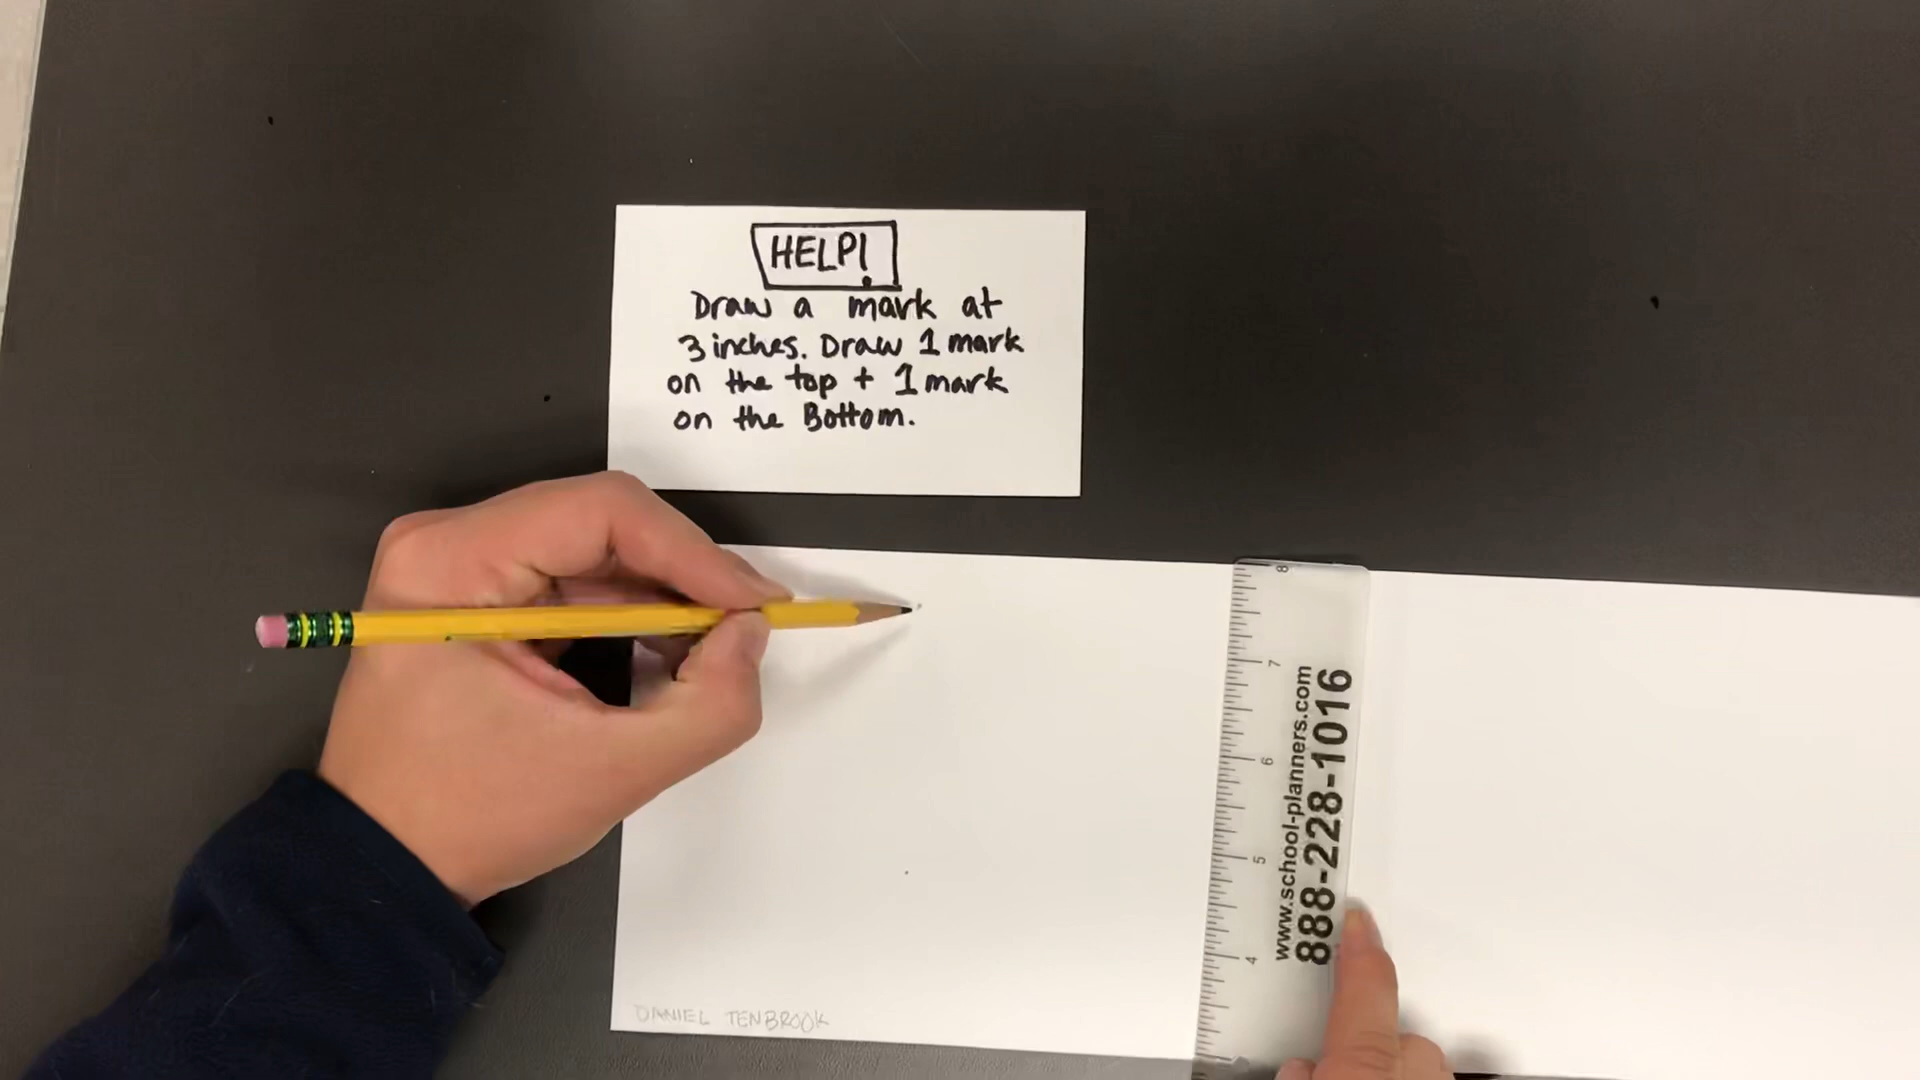 HELP!
Draw a mark at
3 inches. Draw 1 mark
on the top + 1 mark
on the Bottom.
8
7
6
5
4
www.school-planners.com
888-228-1016
DANIEL TENBROOK